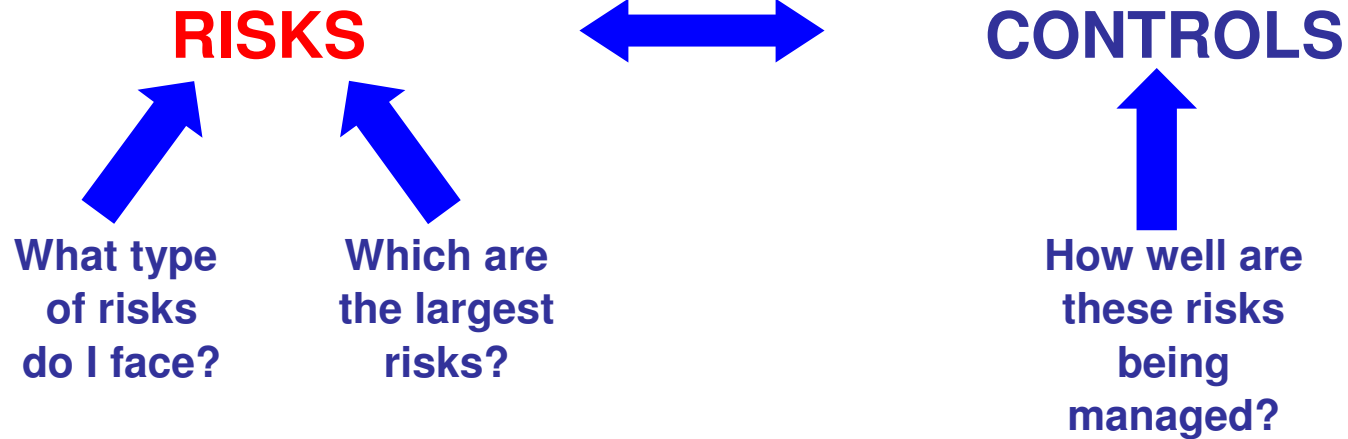 RISKS
CONTROLS
What type
of risks
do I face?
Which are
the largest
risks?
How well are
these risks
being
managed?